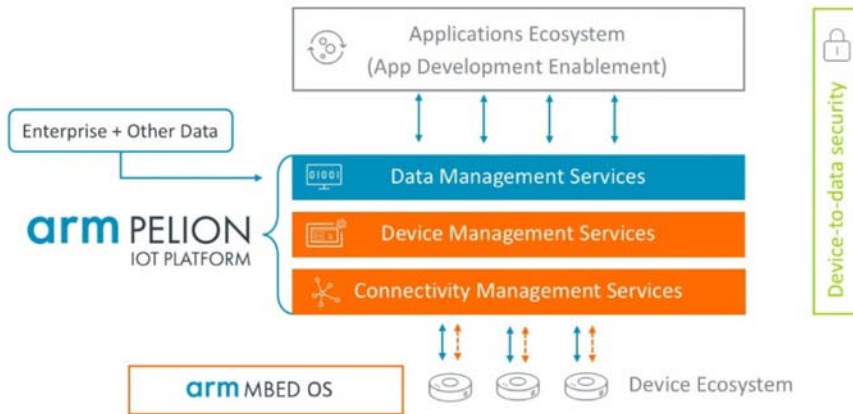 Applications Ecosystem
(App Development Enablement)
Enterprise + Other Data
Data Management Services
01001
arm PELION
IOT PLATFORM
Device Management Services
Connectivity Management Services
arm MBED OS
Device Ecosystem
Device-to-data security